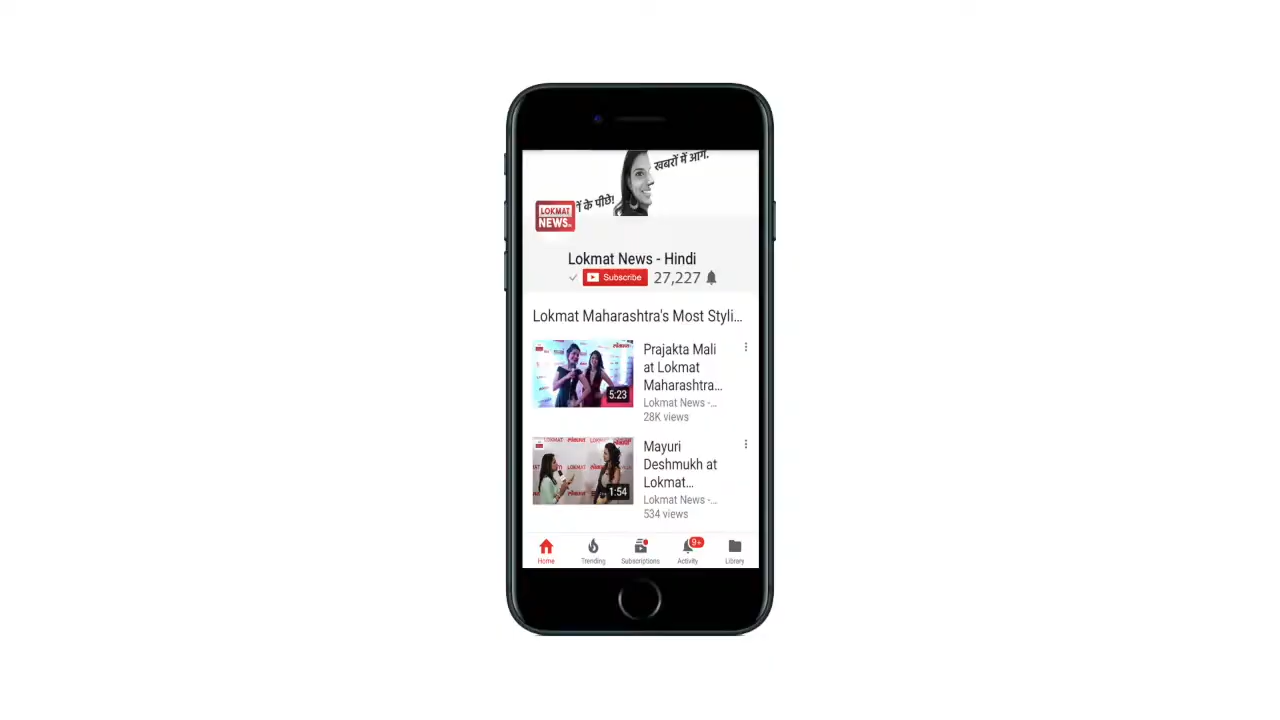 खबरों में आगे.
ों के पीछे!
LOKMAT
NEWS
Lokmat News - Hindi
Subscribe 27,227
Lokmat Maharashtra's Most Styli...
Prajakta Mali
at Lokmat
Maharashtra...
Lokmat News -...
28K views
5:23
Mayuri
Deshmukh at
Lokmat...
Lokmat News -...
534 views
LOKMAT
1:54
9+
Home Trending Subscriptions Activity Library